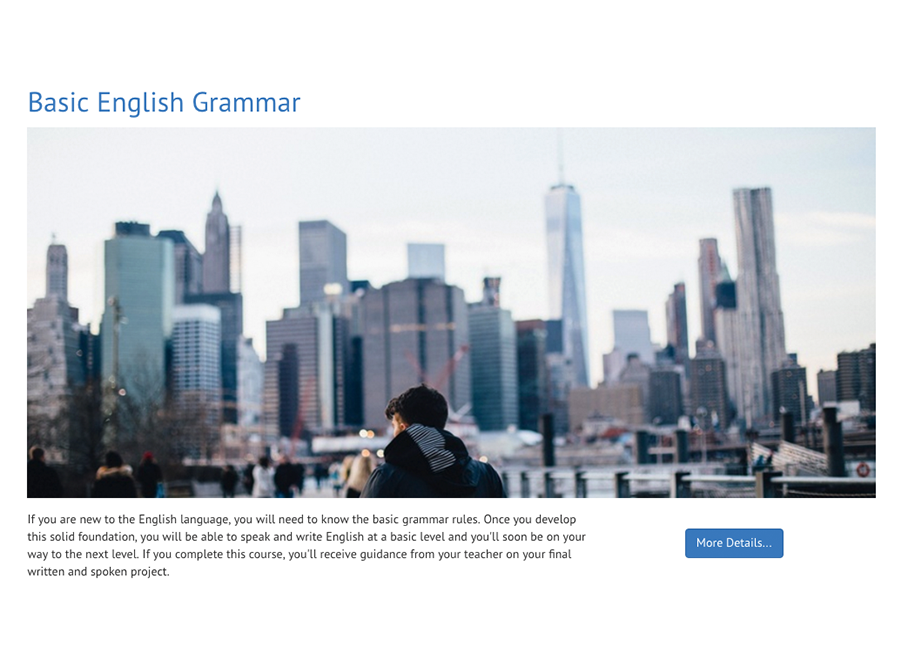 Basic English Grammar
If you are new to the English language, you will need to know the basic grammar rules. Once you develop
this solid foundation, you will be able to speak and write English at a basic level and you'll soon be on your
way to the next level. If you complete this course, you'll receive guidance from your teacher on your final
written and spoken project.
More Details...